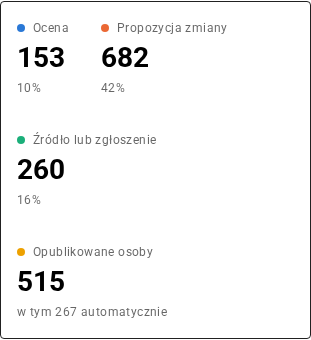 Ocena
153
10%
Propozycja zmiany
682
42%
Źródło lub zgłoszenie
260
16%
Opublikowane osoby
515
w tym 267 automatycznie